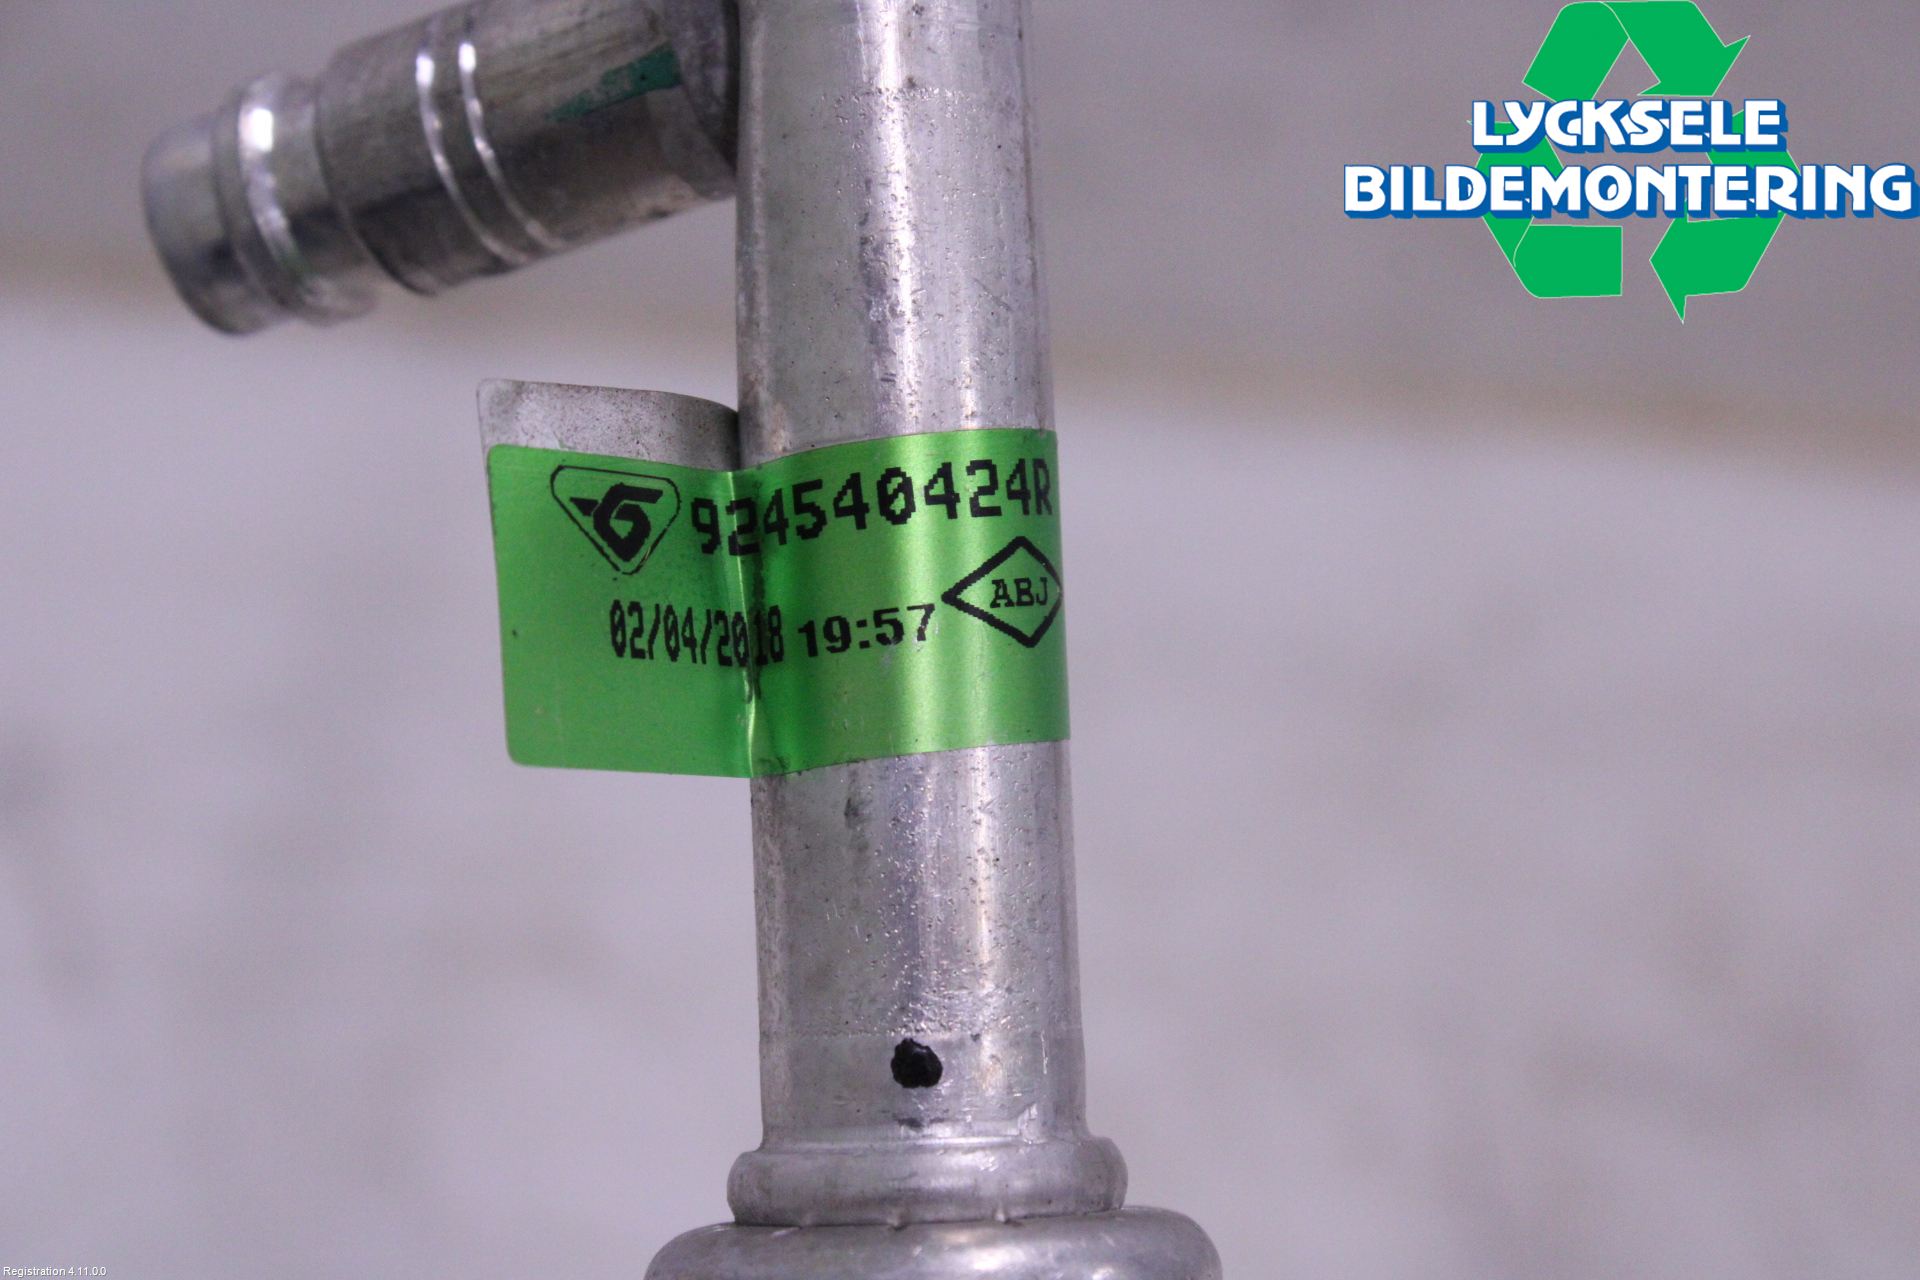 LYCKSELE
BILDEMONTERING
924540424R
ABJ
02/04/2018 19:57
Registration 4.11.0.0